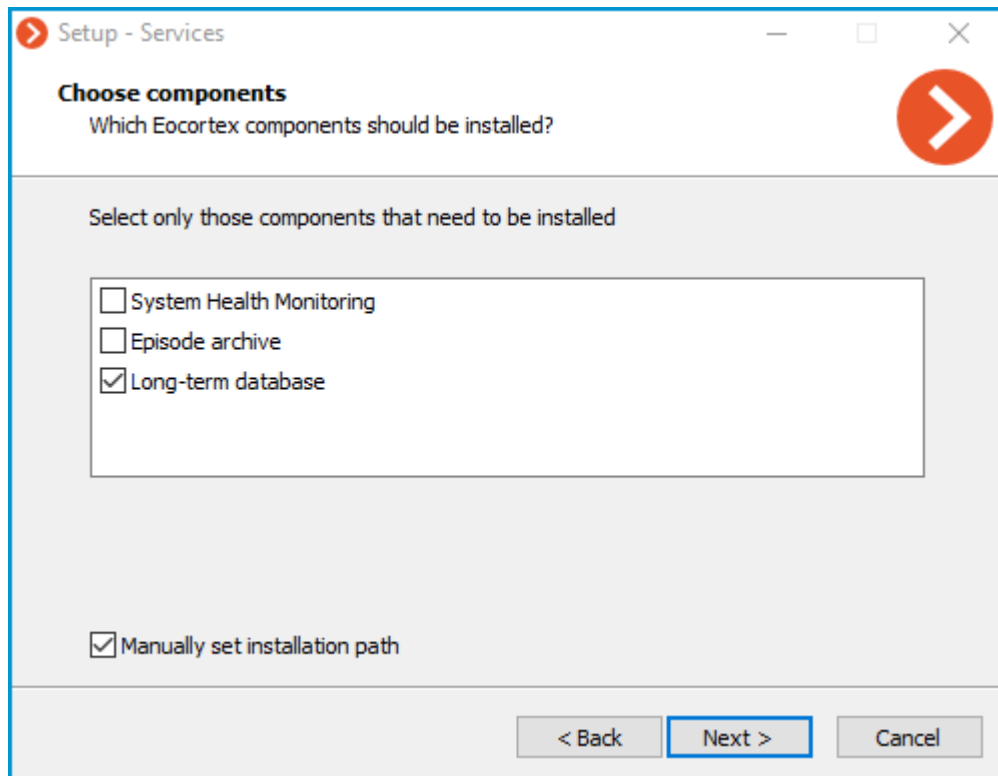 Setup - Services
Choose components
Which Eocortex components should be installed?
Select only those components that need to be installed
System Health Monitoring
Episode archive
Long-term database
Manually set installation path
< Back Next > Cancel